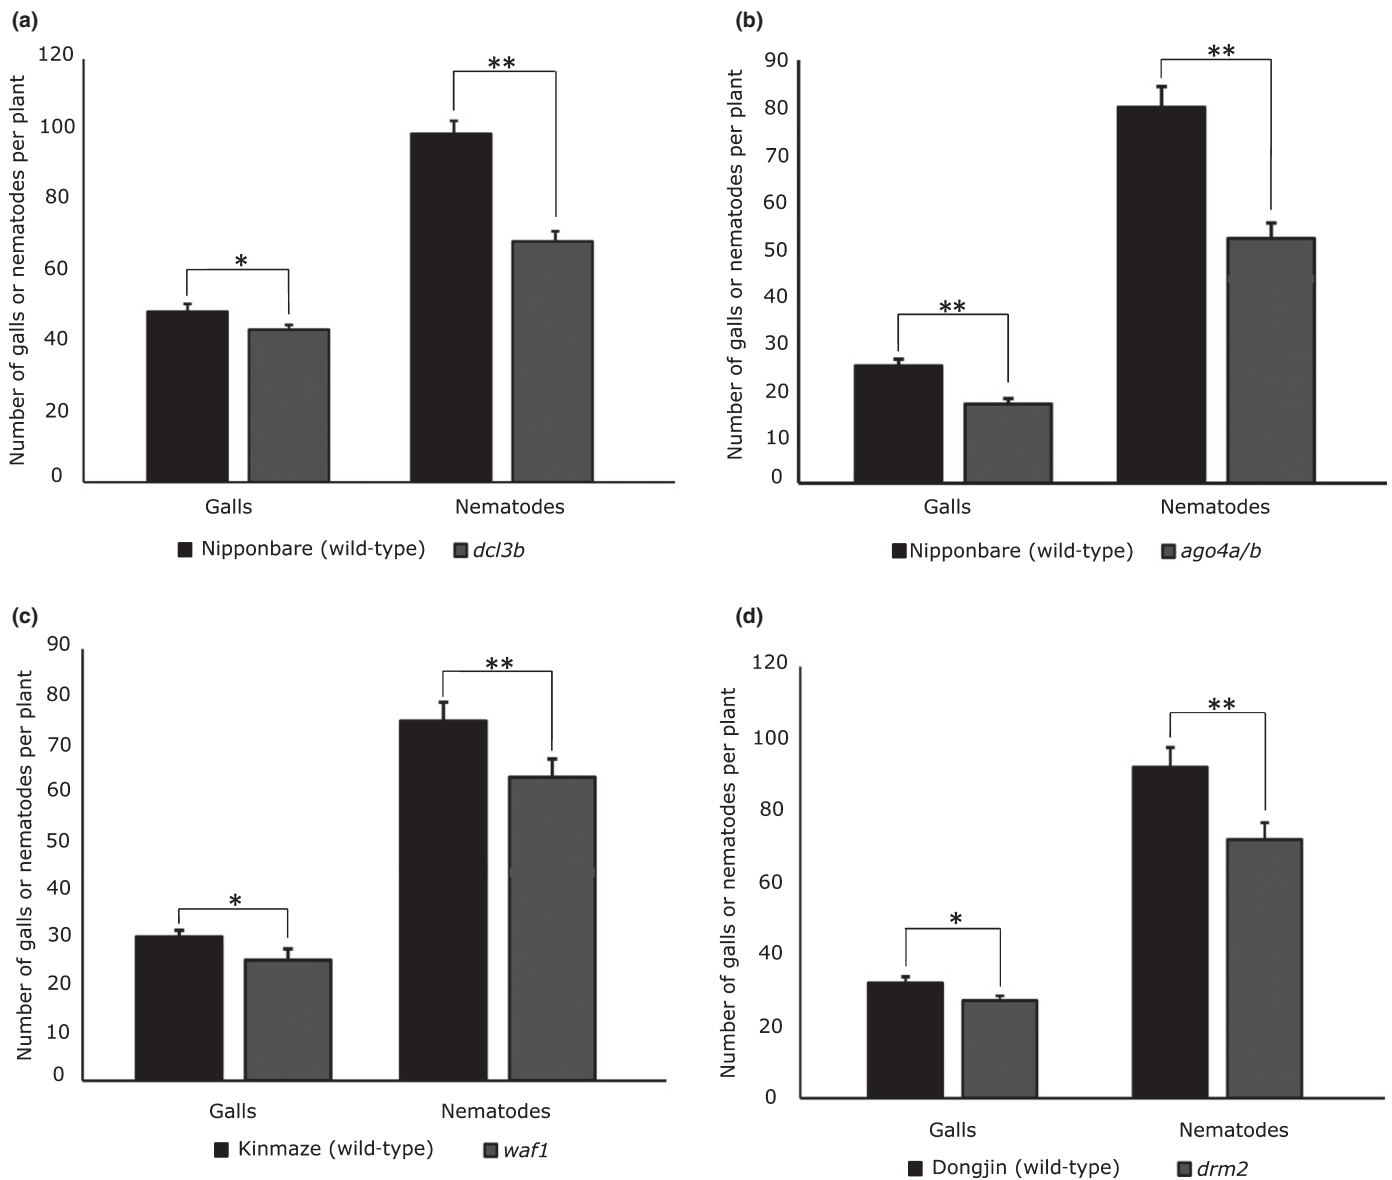 (a)
Number of galls or nematodes per plant
120
100
80
60
40
20
0
*
**
Galls
Nematodes
Nipponbare (wild-type)
dcl3b
(b)
Number of galls or nematodes per plant
90
80
70
60
50
40
30
20
10
0
**
**
Galls
Nematodes
Nipponbare (wild-type)
ago4a/b
(c)
Number of galls or nematodes per plant
90
80
70
60
50
40
30
20
10
0
*
**
Galls
Nematodes
Kinmaze (wild-type)
waf1
(d)
Number of galls or nematodes per plant
120
100
80
60
40
20
0
*
**
Galls
Nematodes
Dongjin (wild-type)
drm2